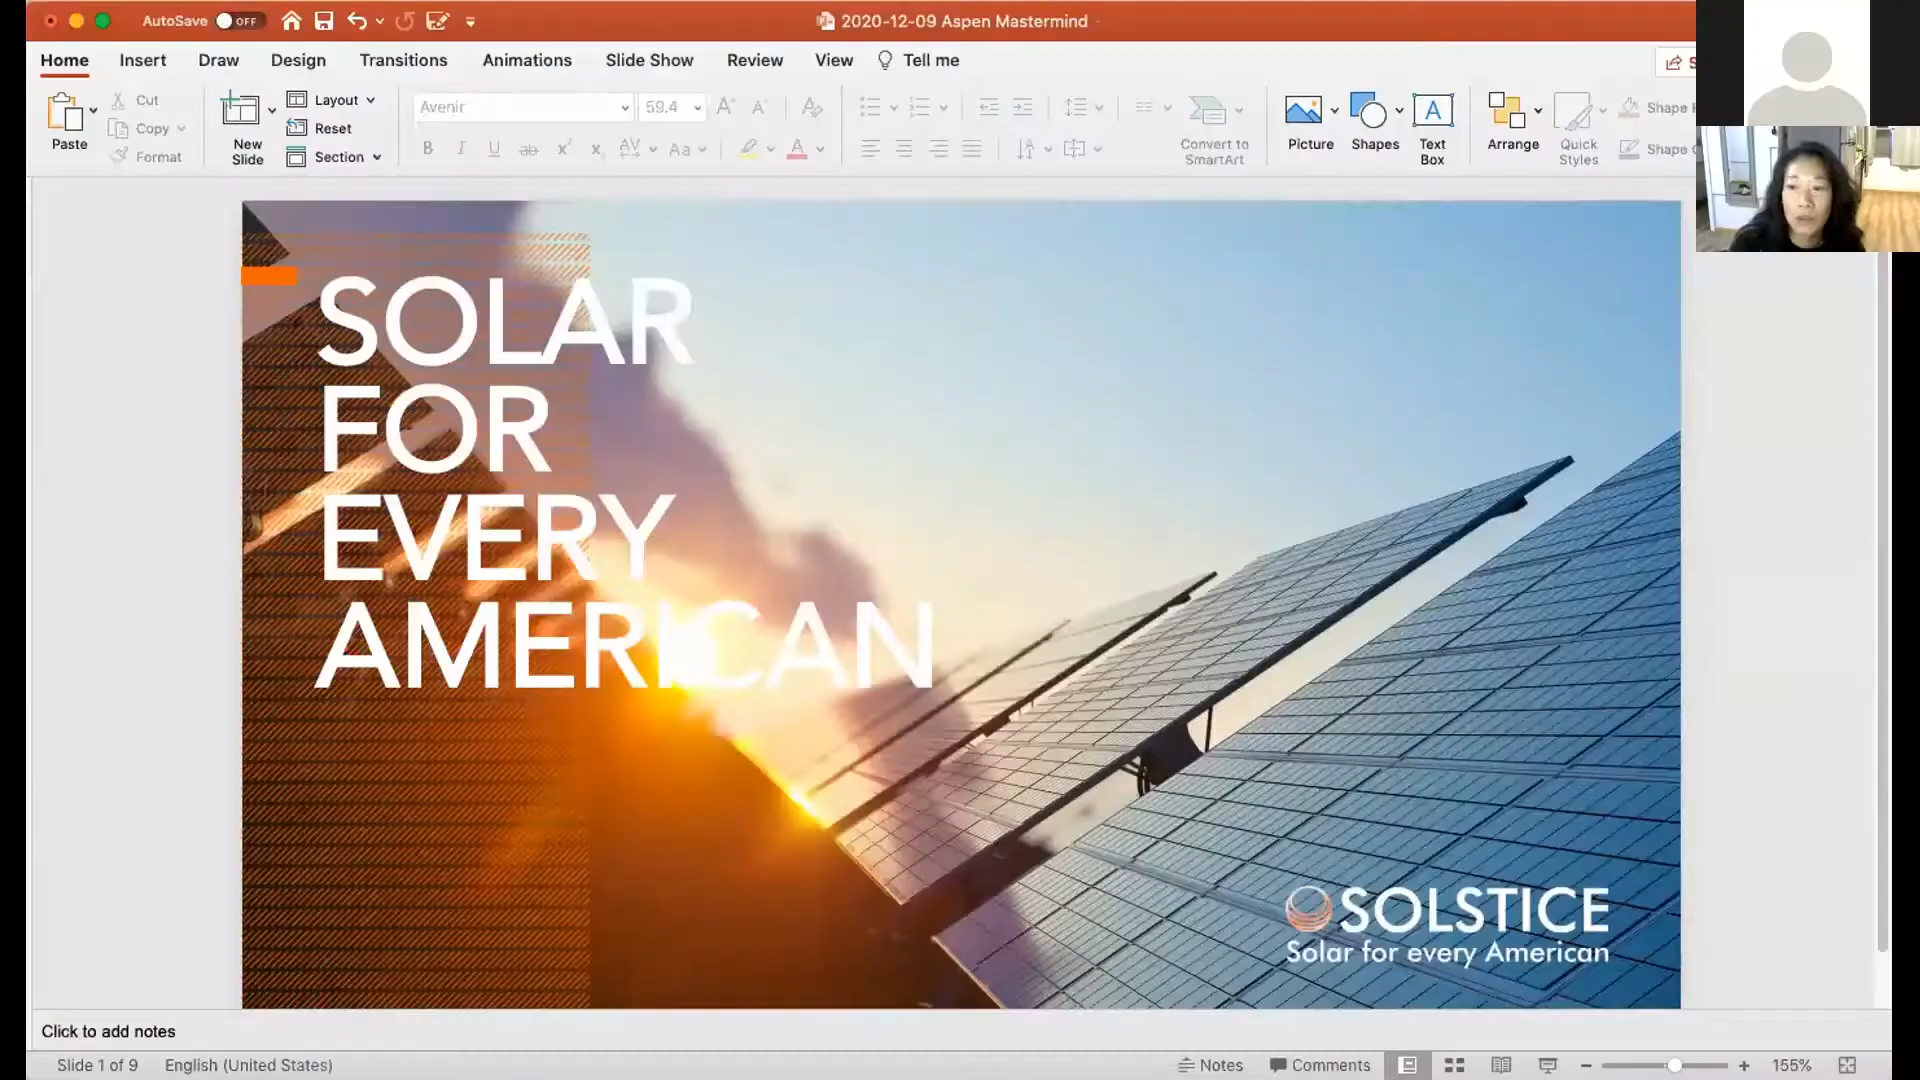 AutoSave OFF
2020-12-09 Aspen Mastermind
Home Insert Draw Design Transitions Animations Slide Show Review View Tell me
Paste
Cut
Copy
Format
New
Slide
Layout
Reset
Section
Avenir 59.4
Convert to
SmartArt
Picture
Shapes
Text
Box
Arrange
Quick
Styles
Shape
Shape
SOLAR
FOR
EVERY
AMERICAN
SOLSTICE
Solar for every American
Click to add notes
Slide 1 of 9 English (United States) Notes Comments 155%